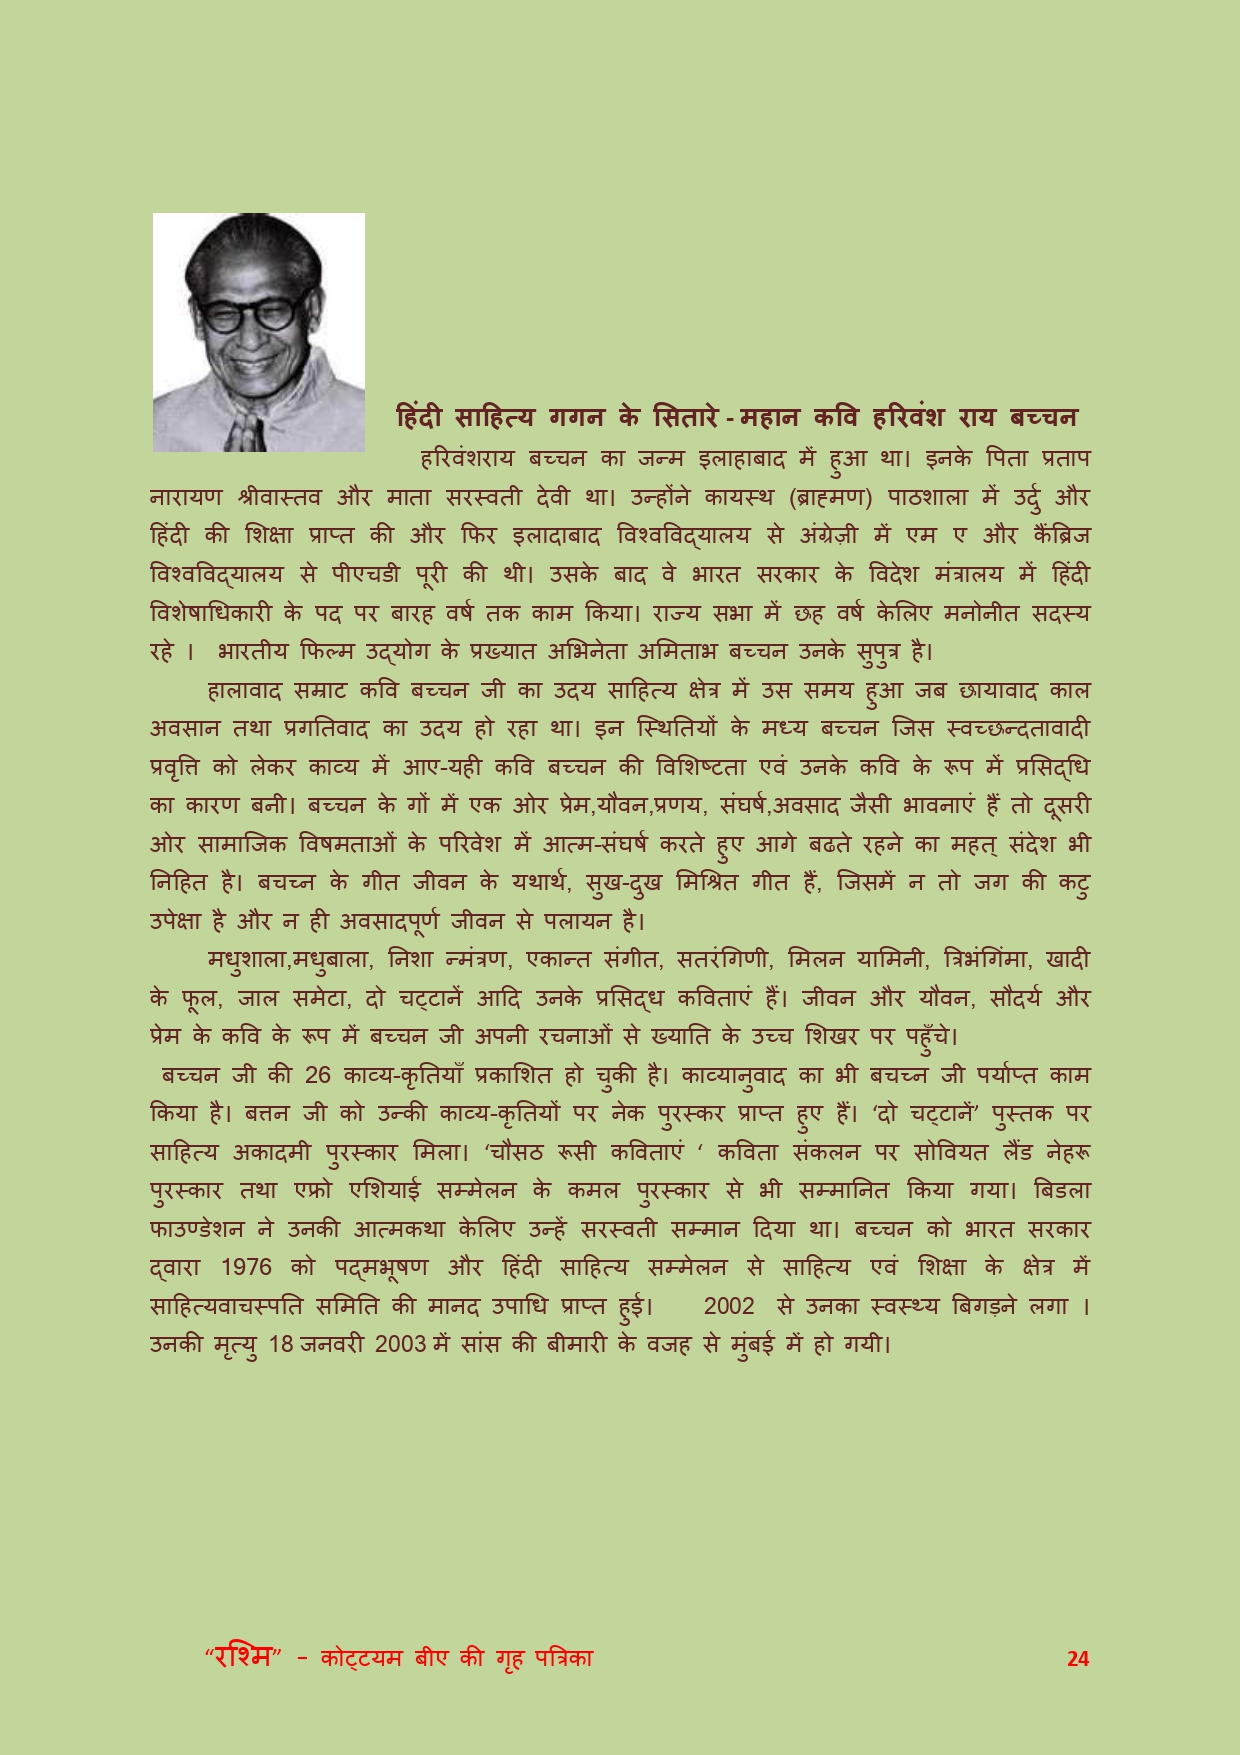 हिंदी साहित्य गगन के सितारे - महान कवि हरिवंश राय बच्चन
हरिवंशराय बच्चन का जन्म इलाहाबाद में हुआ था। इनके पिता प्रताप
नारायण श्रीवास्तव और माता सरस्वती देवी था। उन्होंने कायस्थ (ब्राह्मण) पाठशाला में उर्दु और
हिंदी की शिक्षा प्राप्त की और फिर इलादाबाद विश्वविद्यालय से अंग्रेज़ी में एम ए और कैंब्रिज
विश्वविद्यालय से पीएचडी पूरी की थी। उसके बाद वे भारत सरकार के विदेश मंत्रालय में हिंदी
विशेषाधिकारी के पद पर बारह वर्ष तक काम किया। राज्य सभा में छह वर्ष केलिए मनोनीत सदस्य
रहे । भारतीय फिल्म उद्योग के प्रख्यात अभिनेता अमिताभ बच्चन उनके सुपुत्र है।
हालावाद सम्राट कवि बच्चन जी का उदय साहित्य क्षेत्र में उस समय हुआ जब छायावाद काल
अवसान तथा प्रगतिवाद का उदय हो रहा था। इन स्थितियों के मध्य बच्चन जिस स्वच्छन्दतावादी
प्रवृत्ति को लेकर काव्य में आए-यही कवि बच्चन की विशिष्टता एवं उनके कवि के रूप में प्रसिद्धि
का कारण बनी। बच्चन के गों में एक ओर प्रेम,यौवन,प्रणय, संघर्ष,अवसाद जैसी भावनाएं हैं तो दूसरी
ओर सामाजिक विषमताओं के परिवेश में आत्म-संघर्ष करते हुए आगे बढते रहने का महत् संदेश भी
निहित है। बचच्न के गीत जीवन के यथार्थ, सुख-दुख मिश्रित गीत हैं, जिसमें न तो जग की कटु
उपेक्षा है और न ही अवसादपूर्ण जीवन से पलायन है।
मधुशाला,मधुबाला, निशा न्मंत्रण, एकान्त संगीत, सतरंगिणी, मिलन यामिनी, त्रिभंगिंमा, खादी
के फूल, जाल समेटा, दो चट्टानें आदि उनके प्रसिद्ध कविताएं हैं। जीवन और यौवन, सौदर्य और
प्रेम के कवि के रूप में बच्चन जी अपनी रचनाओं से ख्याति के उच्च शिखर पर पहुँचे।
बच्चन जी की 26 काव्य-कृतियाँ प्रकाशित हो चुकी है। काव्यानुवाद का भी बचच्न जी पर्याप्त काम
किया है। बत्तन जी को उन्की काव्य-कृतियों पर नेक पुरस्कर प्राप्त हुए हैं। ‘दो चट्टानें’ पुस्तक पर
साहित्य अकादमी पुरस्कार मिला। ‘चौसठ रूसी कविताएं ‘ कविता संकलन पर सोवियत लैंड नेहरू
पुरस्कार तथा एफ्रो एशियाई सम्मेलन के कमल पुरस्कार से भी सम्मानित किया गया। बिडला
फाउण्डेशन ने उनकी आत्मकथा केलिए उन्हें सरस्वती सम्मान दिया था। बच्चन को भारत सरकार
द्वारा 1976 को पद्मभूषण और हिंदी साहित्य सम्मेलन से साहित्य एवं शिक्षा के क्षेत्र में
साहित्यवाचस्पति समिति की मानद उपाधि प्राप्त हुई। 2002 से उनका स्वस्थ्य बिगड़ने लगा ।
उनकी मृत्यु 18 जनवरी 2003 में सांस की बीमारी के वजह से मुंबई में हो गयी।
“रश्मि” – कोट्टयम बीए की गृह पत्रिका 24